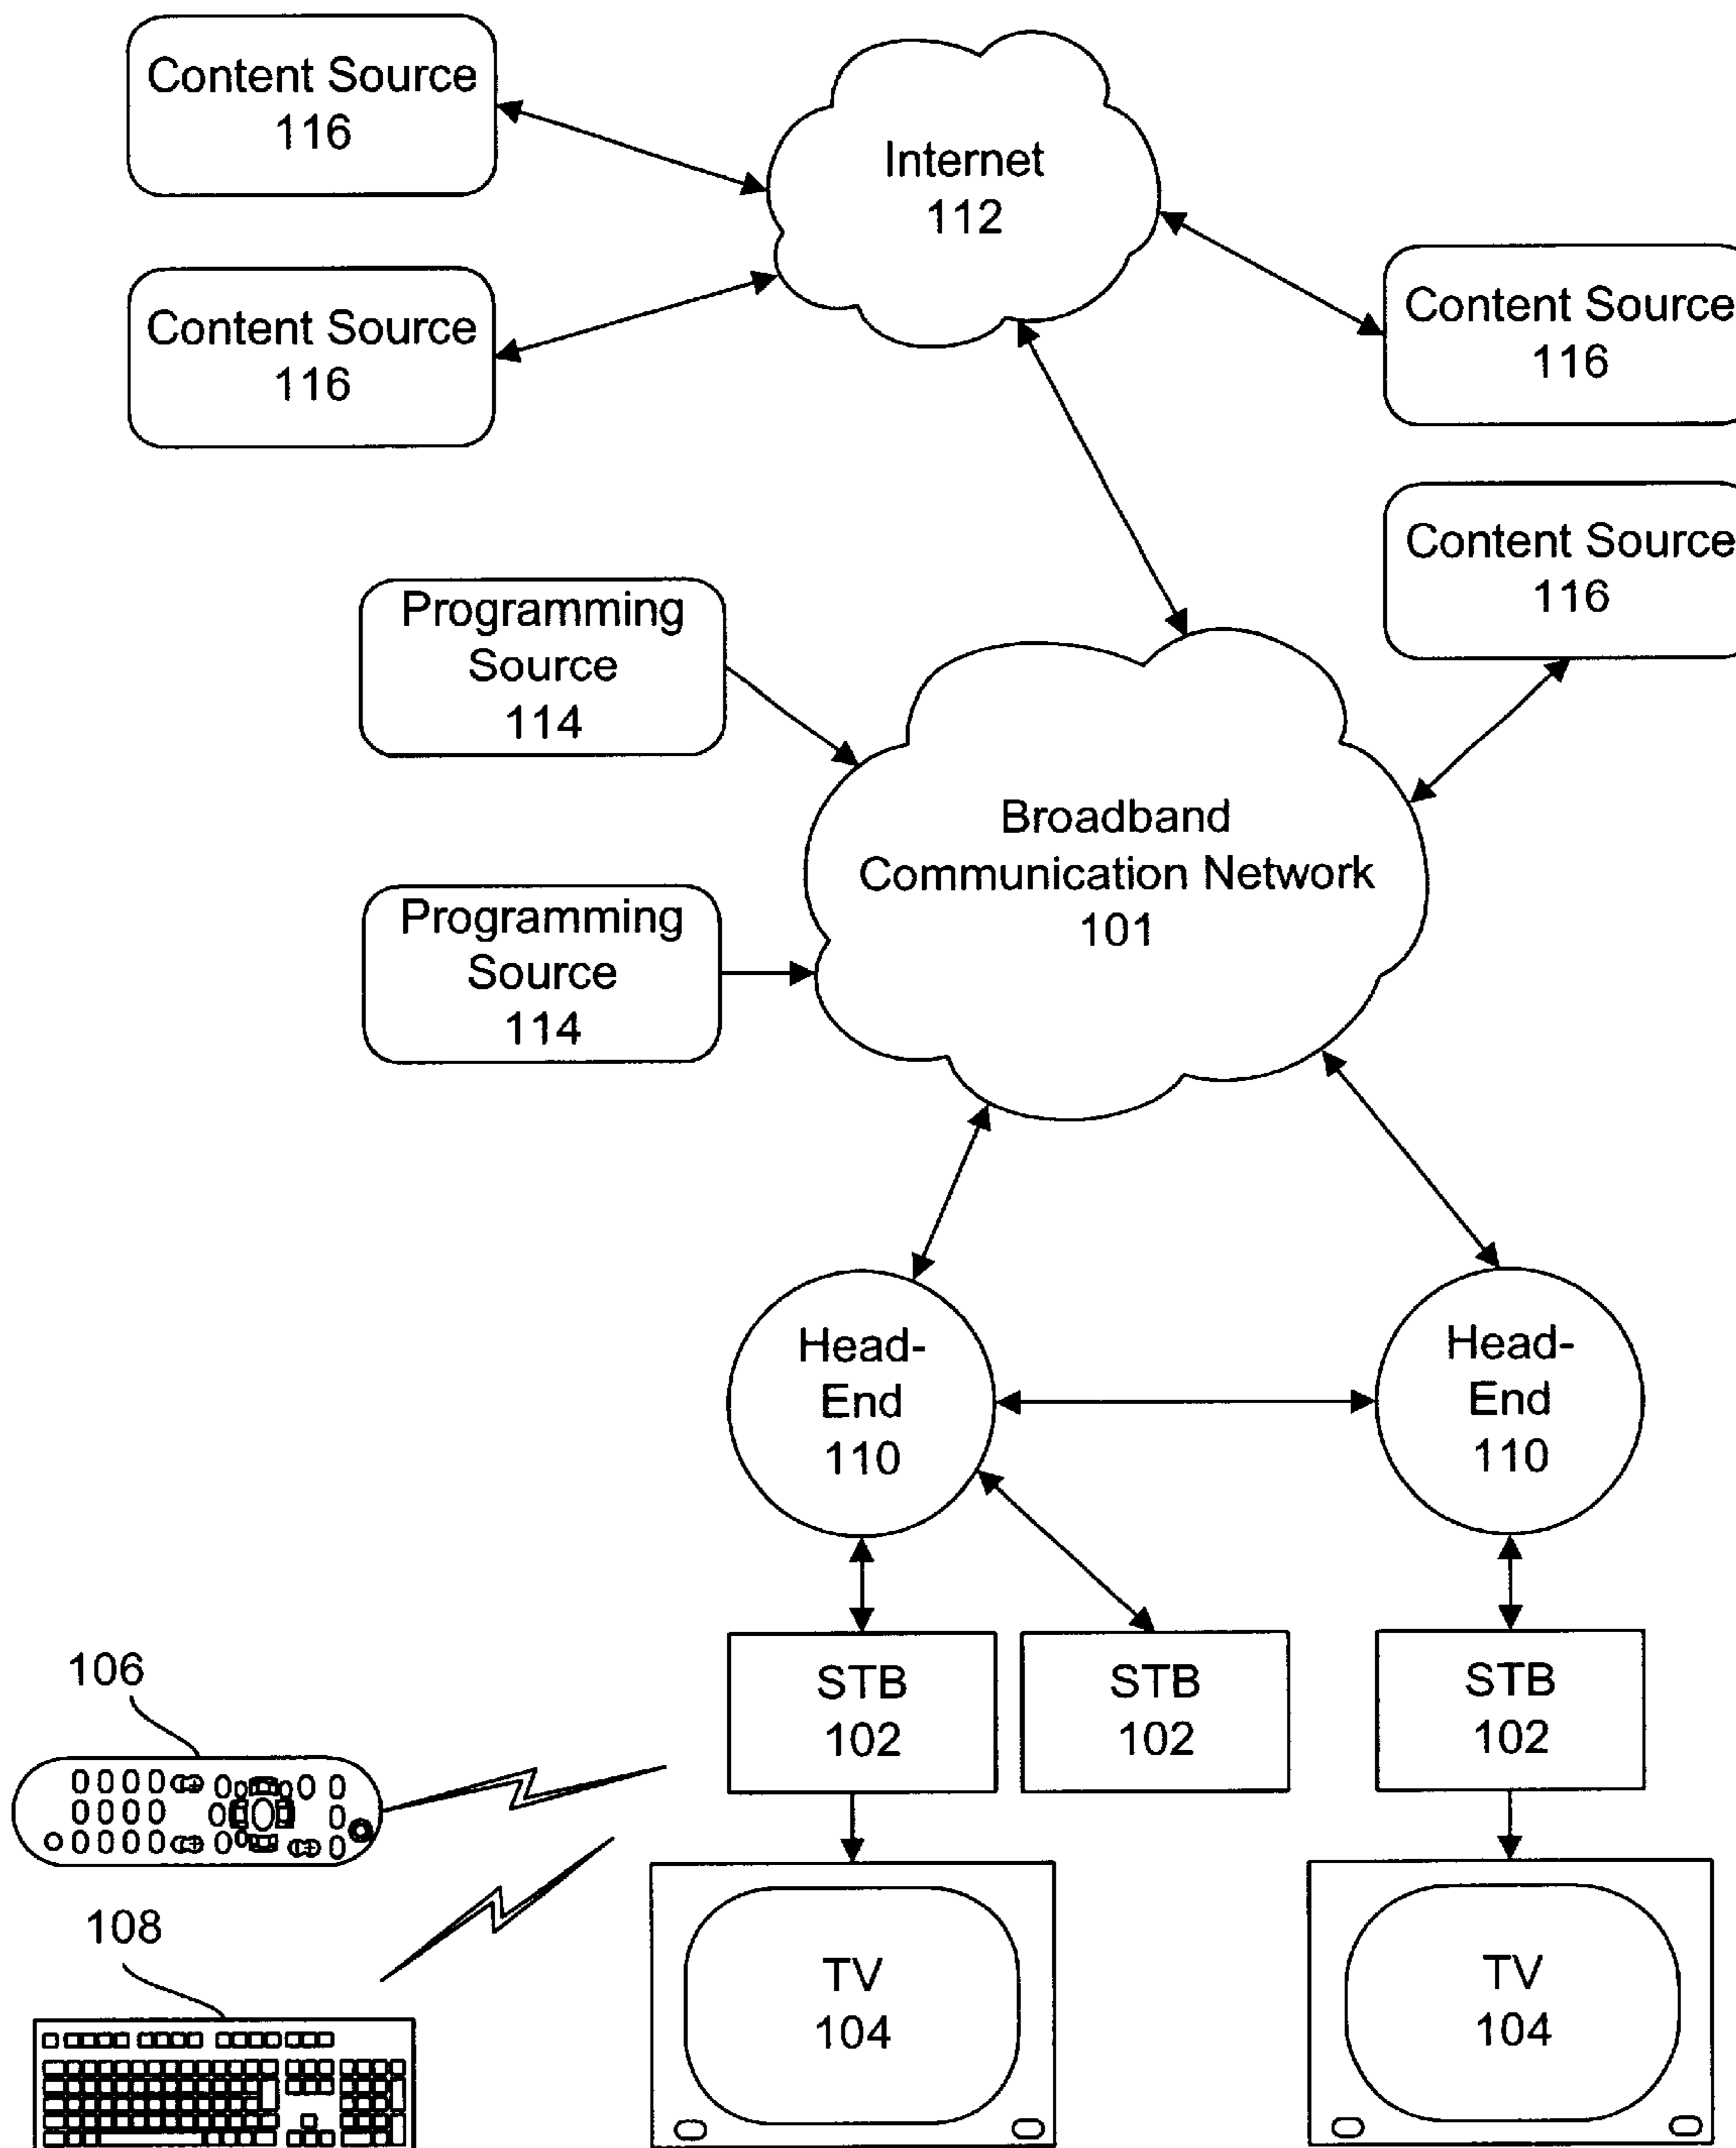 Content Source
116
Internet
112
Content Source
116
Content Source
116
Content Source
116
Programming
Source
114
Broadband
Communication Network
101
Programming
Source
114
Head-
End
110
Head-
End
110
106
STB
102
STB
102
STB
102
108
TV
104
TV
104